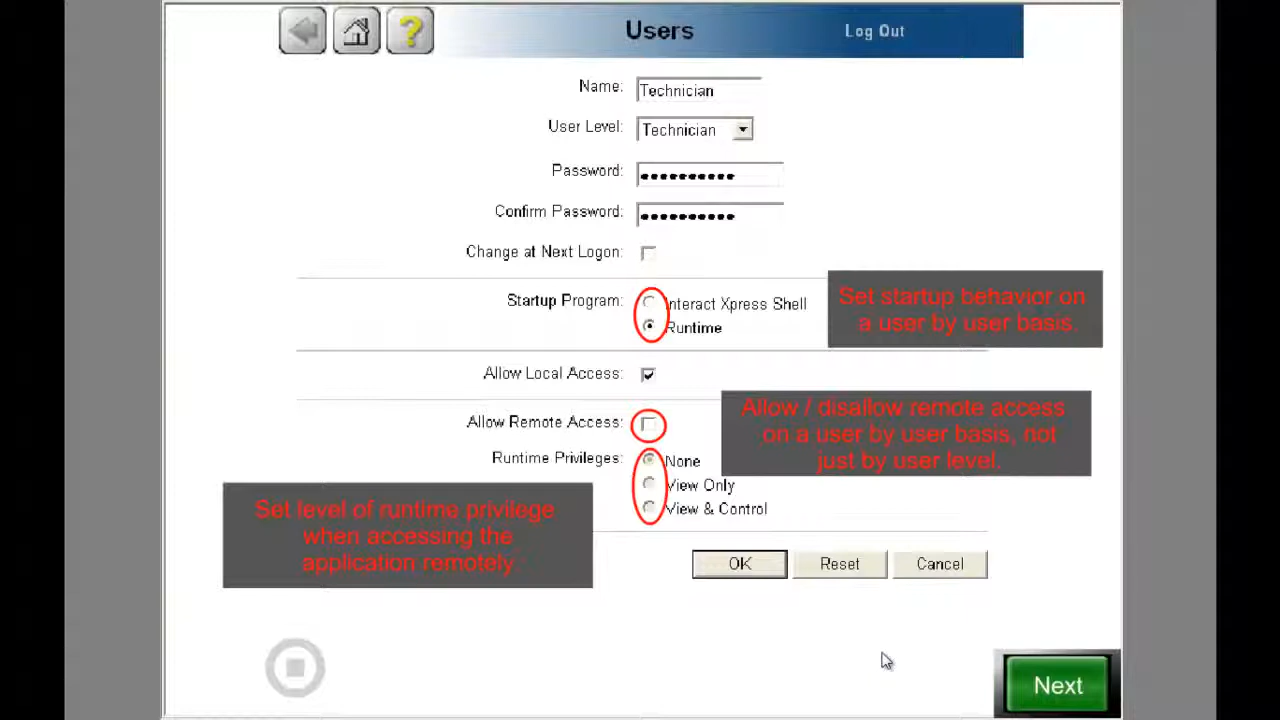 Users
Log Out
Name: Technician
User Level: Technician
Password: ••••••••••
Confirm Password: ••••••••••
Change at Next Logon:
Startup Program: Interact Xpress Shell
Runtime
Set startup behavior on
a user by user basis.
Allow Local Access:
Allow Remote Access:
Allow / disallow remote access
on a user by user basis, not
just by user level.
Runtime Privileges: None
View Only
View & Control
Set level of runtime privilege
when accessing the
application remotely
OK
Reset
Cancel
Next